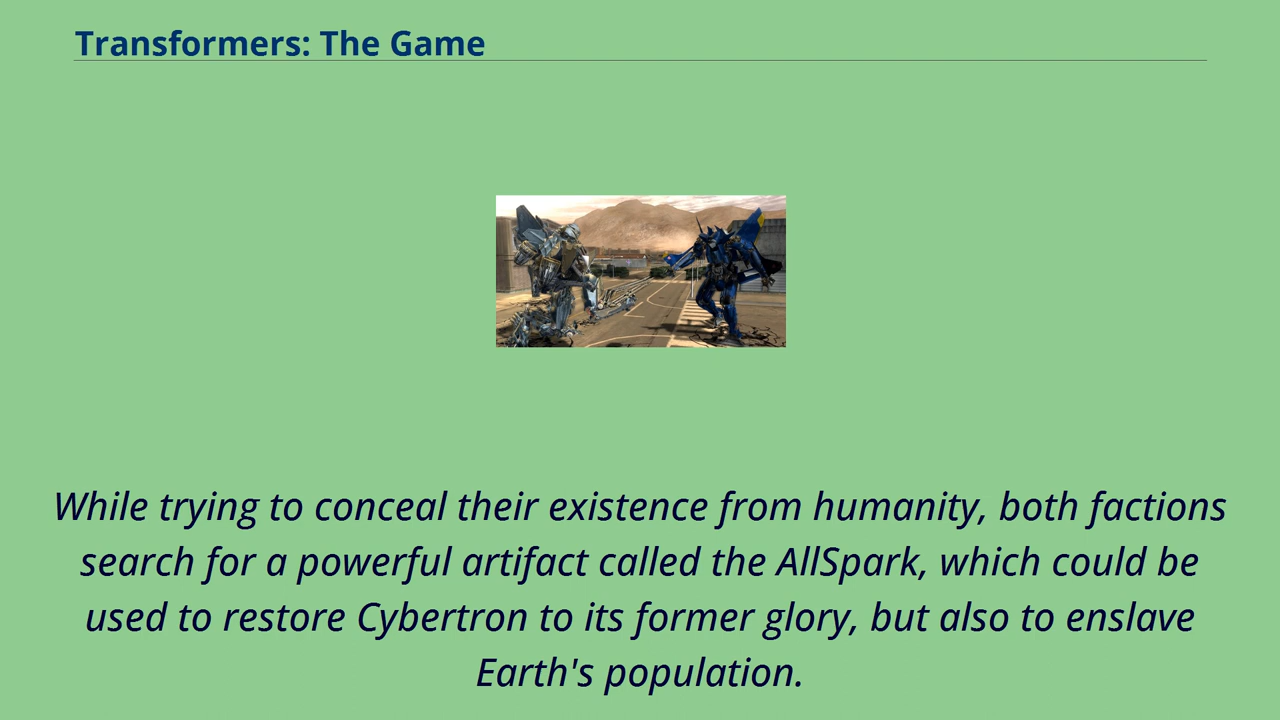 Transformers: The Game
While trying to conceal their existence from humanity, both factions
search for a powerful artifact called the AllSpark, which could be
used to restore Cybertron to its former glory, but also to enslave
Earth's population.